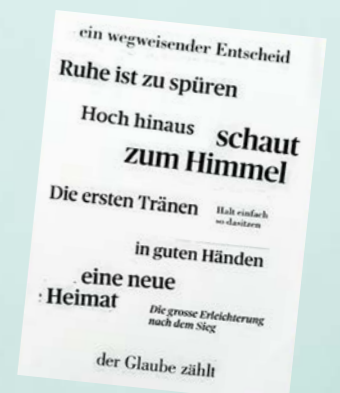 ein wegweisender Entscheid
Ruhe ist zu spüren
Hoch hinaus schaut
zum Himmel
Die ersten Tränen
Halt einfach
so dasitzen
in guten Händen
eine neue
Heimat
Die grosse Erleichterung
nach dem Sieg
der Glaube zählt